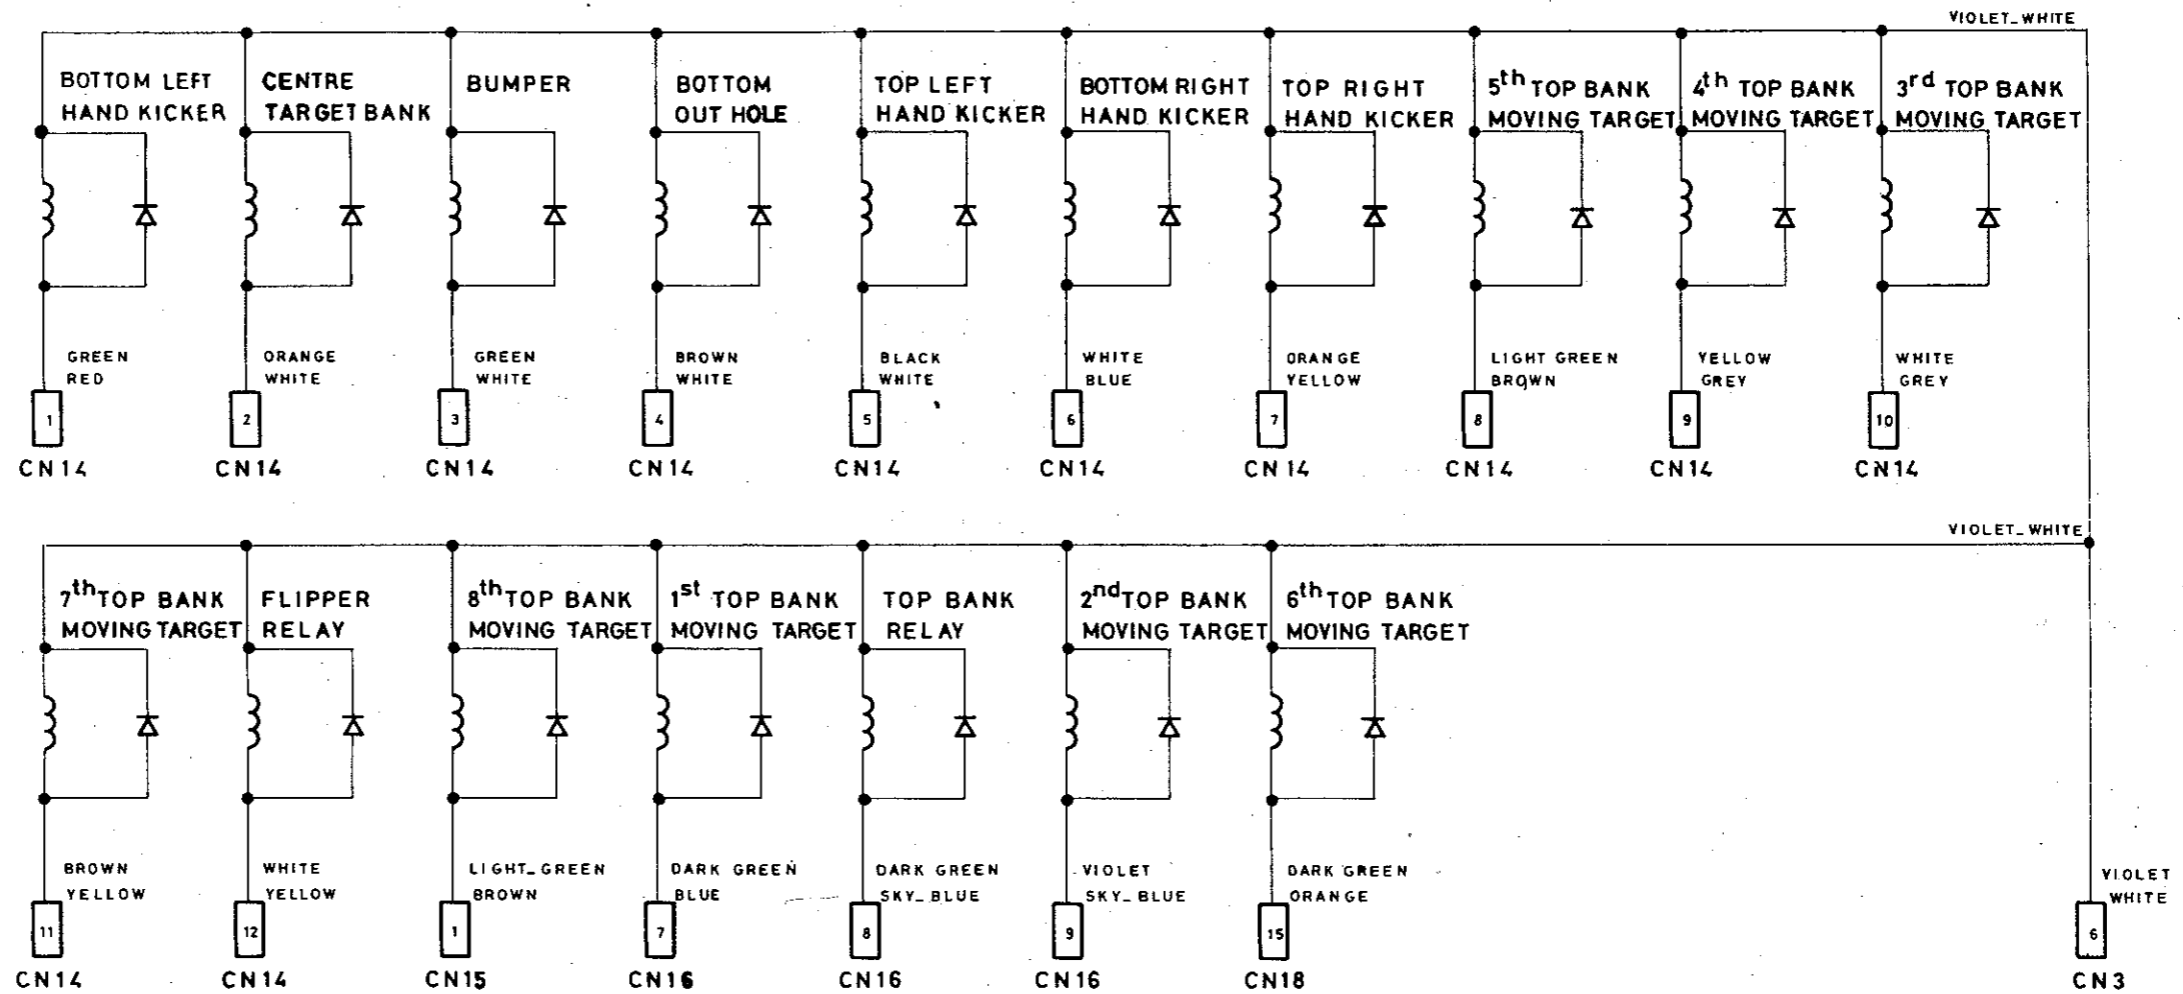 VIOLET_WHITE
BOTTOM LEFT
HAND KICKER
CENTRE
TARGET BANK
BUMPER
BOTTOM
OUT HOLE
TOP LEFT
HAND KICKER
BOTTOM RIGHT
HAND KICKER
TOP RIGHT
HAND KICKER
5th TOP BANK
MOVING TARGET
4th TOP BANK
MOVING TARGET
3rd TOP BANK
MOVING TARGET
GREEN
RED
ORANGE
WHITE
GREEN
WHITE
BROWN
WHITE
BLACK
WHITE
WHITE
BLUE
ORANGE
YELLOW
LIGHT GREEN
BROWN
YELLOW
GREY
WHITE
GREY
1
2
3
4
5
6
7
8
9
10
CN14
CN14
CN14
CN14
CN14
CN14
CN14
CN14
CN14
CN14
VIOLET_WHITE
7th TOP BANK
MOVING TARGET
FLIPPER
RELAY
8th TOP BANK
MOVING TARGET
1st TOP BANK
MOVING TARGET
TOP BANK
RELAY
2nd TOP BANK
MOVING TARGET
6th TOP BANK
MOVING TARGET
BROWN
YELLOW
WHITE
YELLOW
LIGHT_GREEN
BROWN
DARK GREEN
BLUE
DARK GREEN
SKY_BLUE
VIOLET
SKY_BLUE
DARK GREEN
ORANGE
VIOLET
WHITE
11
12
1
7
8
9
15
6
CN14
CN14
CN15
CN16
CN16
CN16
CN18
CN3